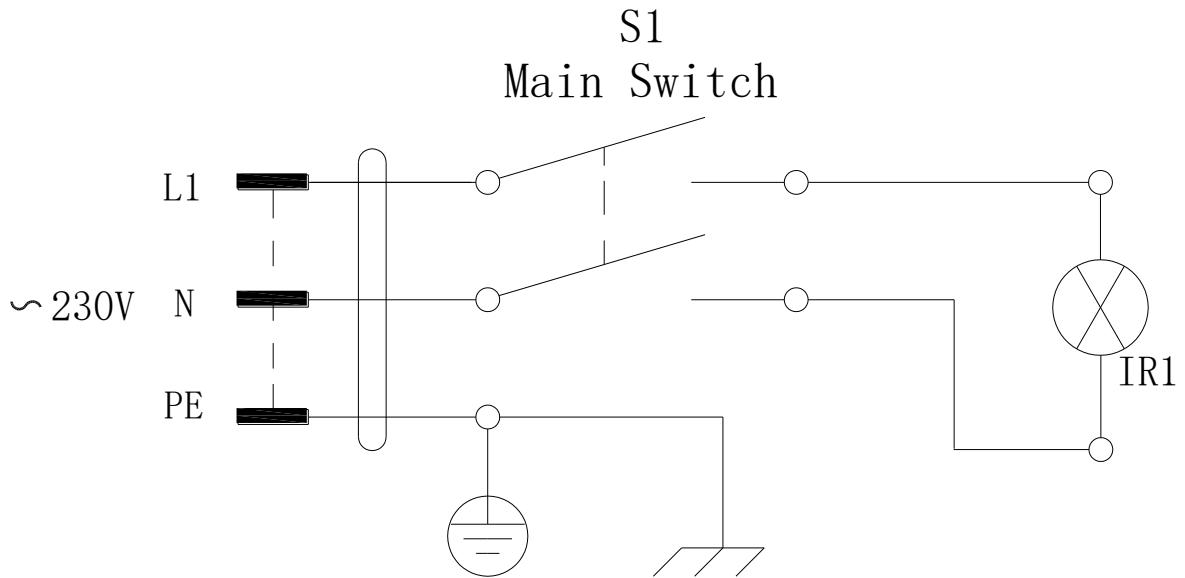 S1
Main Switch
L1
～230V N
PE
IR1